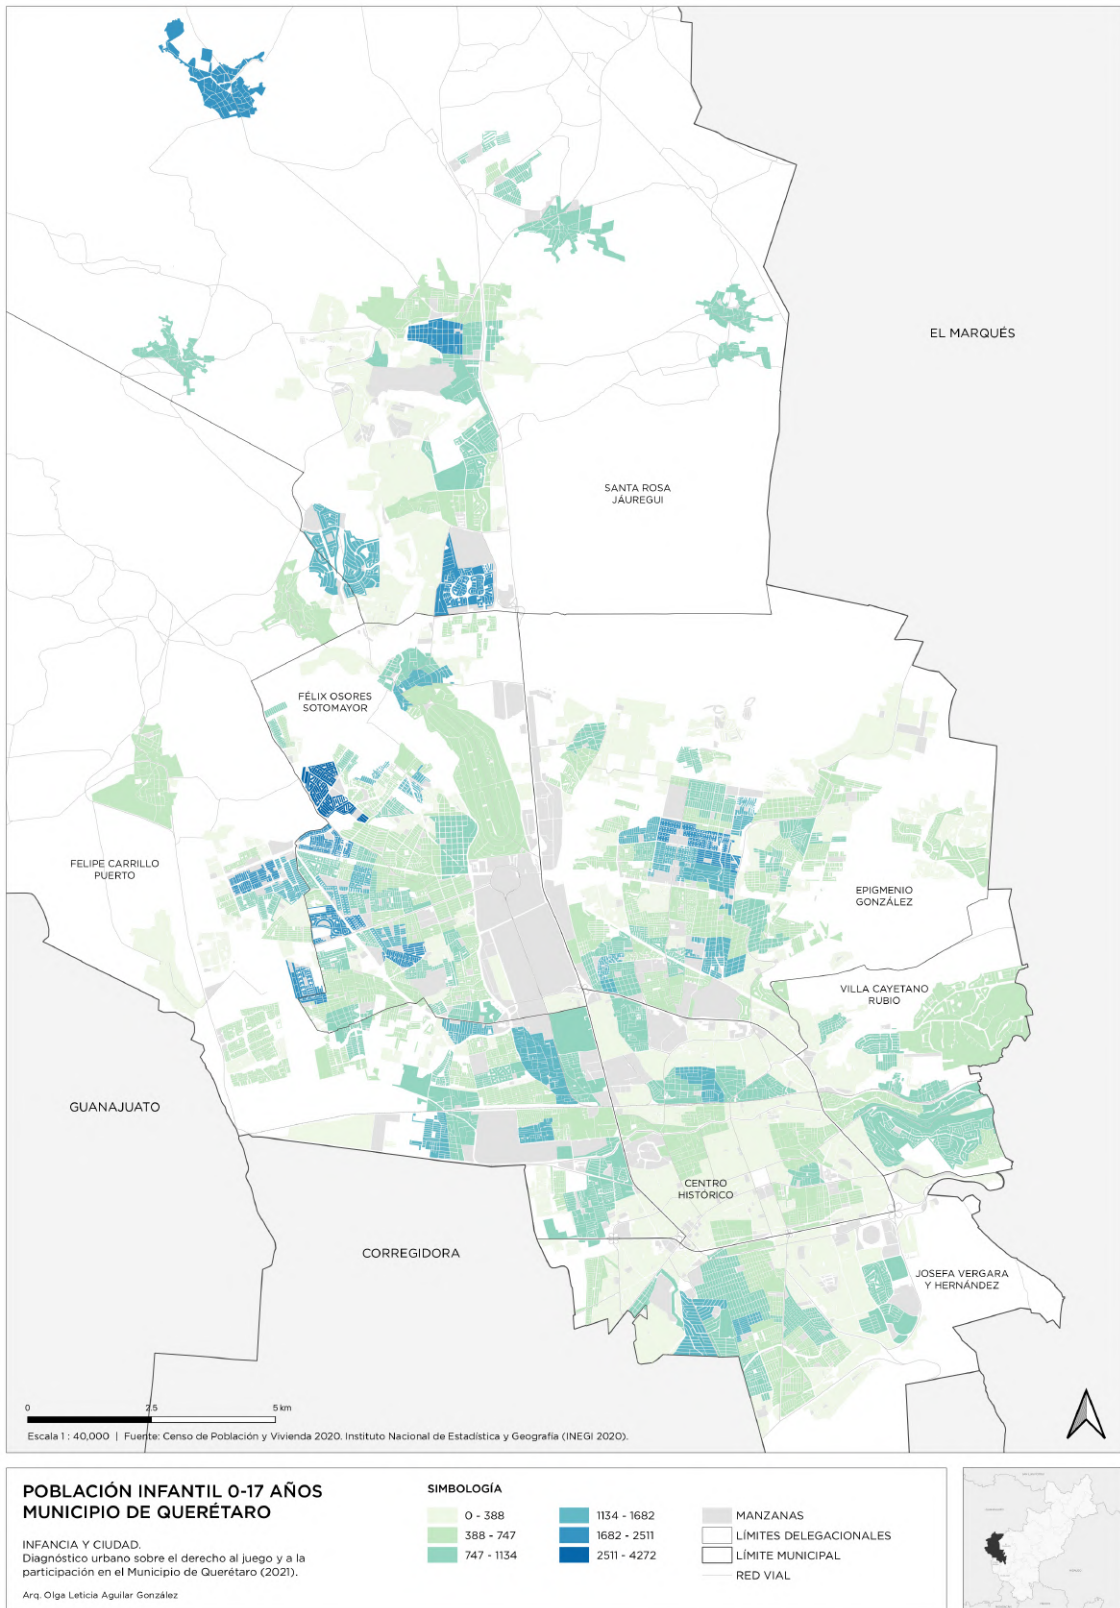 EL MARQUÉS
SANTA ROSA
JÁUREGUI
FÉLIX OSORES
SOTOMAYOR
FELIPE CARRILLO
PUERTO
EPIGMENIO
GONZÁLEZ
VILLA CAYETANO
RUBIO
GUANAJUATO
CENTRO
HISTÓRICO
CORREGIDORA
JOSEFA VERGARA
Y HERNÁNDEZ
0 2.5 5 km
Escala 1 : 40,000 | Fuente: Censo de Población y Vivienda 2020. Instituto Nacional de Estadística y Geografía (INEGI 2020).
POBLACIÓN INFANTIL 0-17 AÑOS
MUNICIPIO DE QUERÉTARO
INFANCIA Y CIUDAD.
Diagnóstico urbano sobre el derecho al juego y a la
participación en el Municipio de Querétaro (2021).
Arq. Olga Leticia Aguilar González
SIMBOLOGÍA
0 - 388
388 - 747
747 - 1134
1134 - 1682
1682 - 2511
2511 - 4272
MANZANAS
LÍMITES DELEGACIONALES
LÍMITE MUNICIPAL
RED VIAL